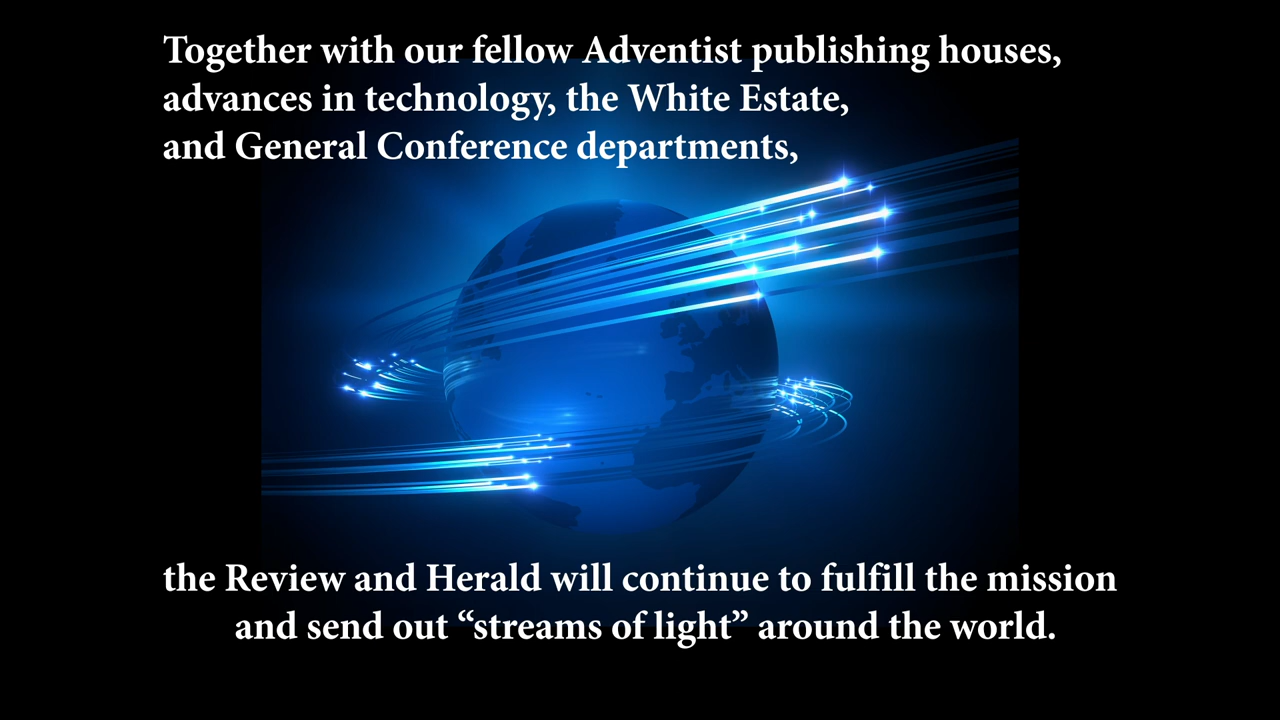 Together with our fellow Adventist publishing houses,
advances in technology, the White Estate,
and General Conference departments,
the Review and Herald will continue to fulfill the mission
and send out “streams of light” around the world.